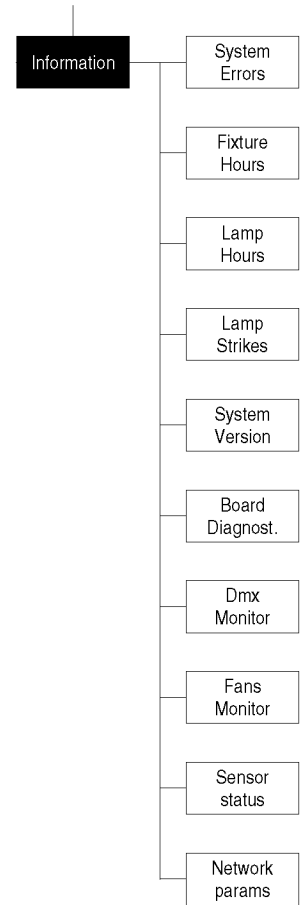 Information
System
Errors
Fixture
Hours
Lamp
Hours
Lamp
Strikes
System
Version
Board
Diagnost.
Dmx
Monitor
Fans
Monitor
Sensor
status
Network
params